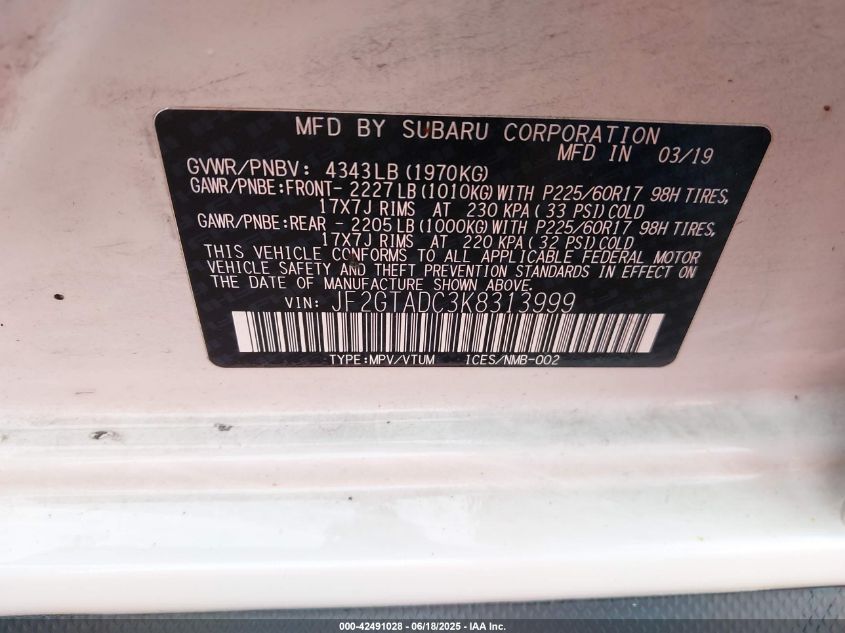 MFD BY SUBARU CORPORATION
MFD IN 03/19
GVWR/PNBV: 4343LB(1970KG)
GAWR/PNBE:FRONT- 2227LB(1010KG)WITH P225/60R17 98H TIRES,
17X7J RIMS AT 230 KPA(33 PSI)COLD
GAWR/PNBE:REAR - 2205LB(1000KG)WITH P225/60R17 98H TIRES,
17X7J RIMS AT 220 KPA(32 PSI)COLD
THIS VEHICLE CONFORMS TO ALL APPLICABLE FEDERAL MOTOR
VEHICLE SAFETY AND THEFT PREVENTION STANDARDS IN EFFECT ON
THE DATE OF MANUFACTURE SHOWN ABOVE.
VIN: JF2GTADC3K8313999
TYPE:MPV/VTUM ICES/NMB-002
000-42491028 - 06/18/2025 - IAA Inc.